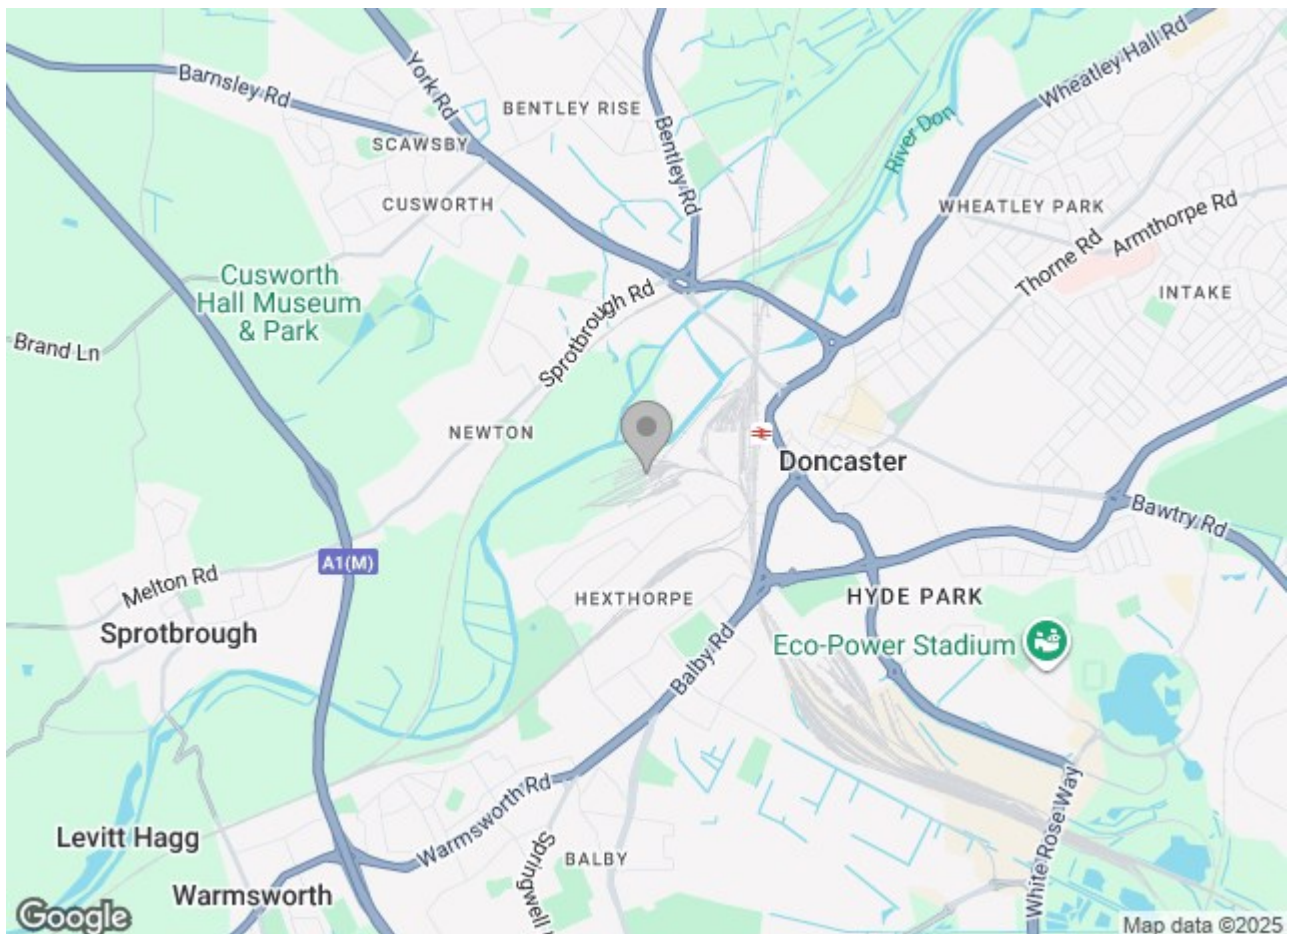 Barnsley Rd
York Rd
BENTLEY RISE
Bentley Rd
Wheatley Hall Rd
SCAWSBY
River Don
CUSWORTH
WHEATLEY PARK
Armthorpe Rd
Thorne Rd
Cusworth
Hall Museum
& Park
INTAKE
Sprotbrough Rd
Brand Ln
NEWTON
Doncaster
Bawtry Rd
A1(M)
Melton Rd
HEXTHORPE
HYDE PARK
Sprotbrough
Eco-Power Stadium
Balby Rd
White Rose Way
Levitt Hagg
Warmsworth Rd
Springwell
BALBY
Warmsworth
Google
Map data ©2025